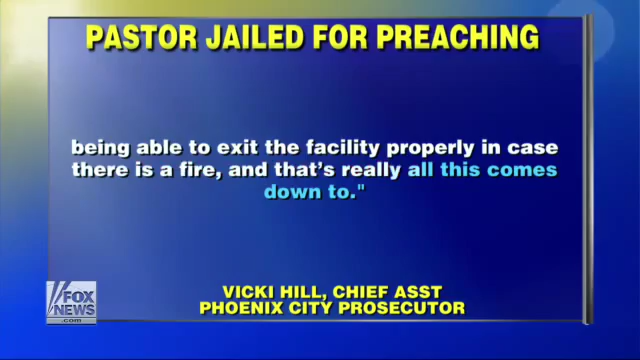 PASTOR JAILED FOR PREACHING
being able to exit the facility properly in case
there is a fire, and that's really all this comes
down to."
VICKI HILL, CHIEF ASST
PHOENIX CITY PROSECUTOR
FOX
NEWS
.com